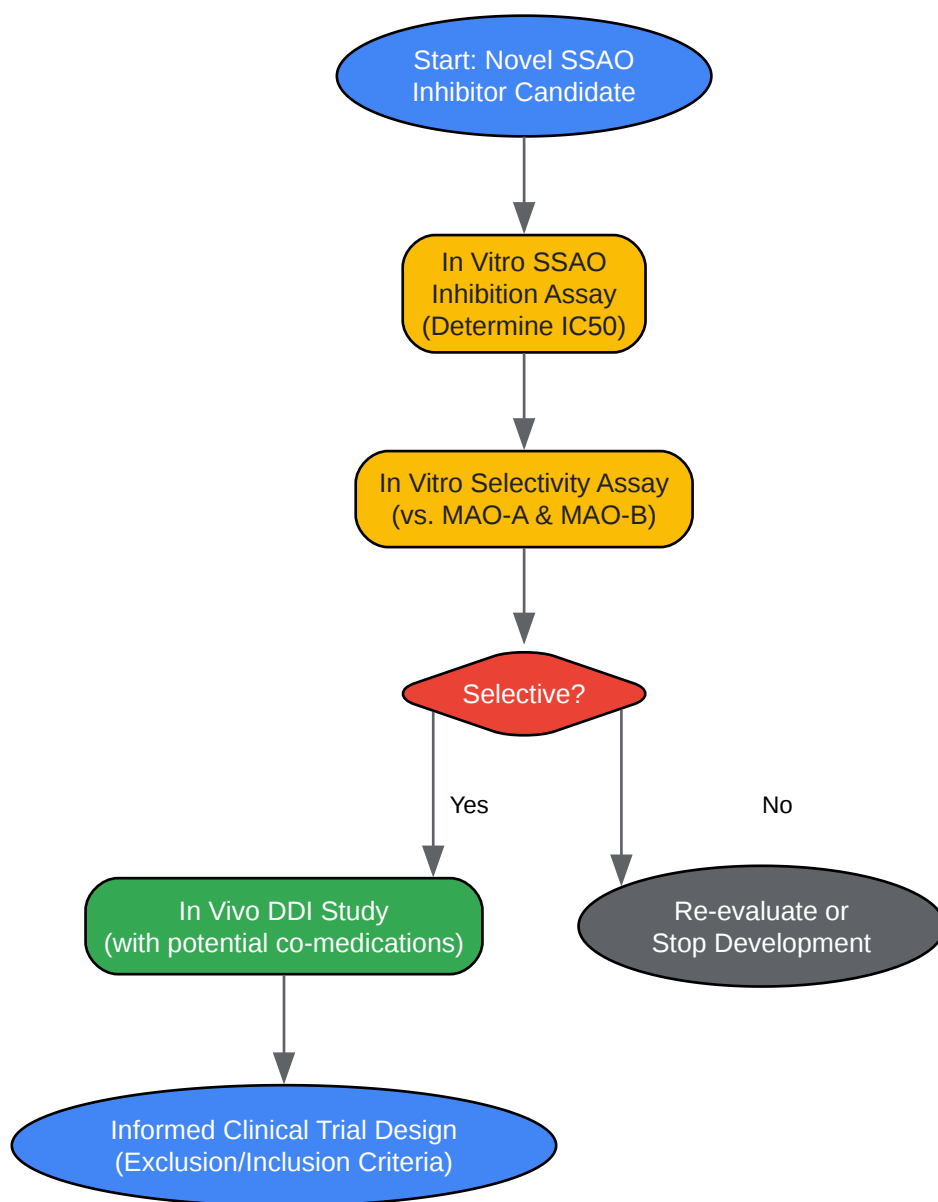 Start: Novel SSAO
Inhibitor Candidate
In Vitro SSAO
Inhibition Assay
(Determine IC50)
In Vitro Selectivity Assay
(vs. MAO-A & MAO-B)
Selective?
Yes
No
In Vivo DDI Study
(with potential co-medications)
Re-evaluate or
Stop Development
Informed Clinical Trial Design
(Exclusion/Inclusion Criteria)